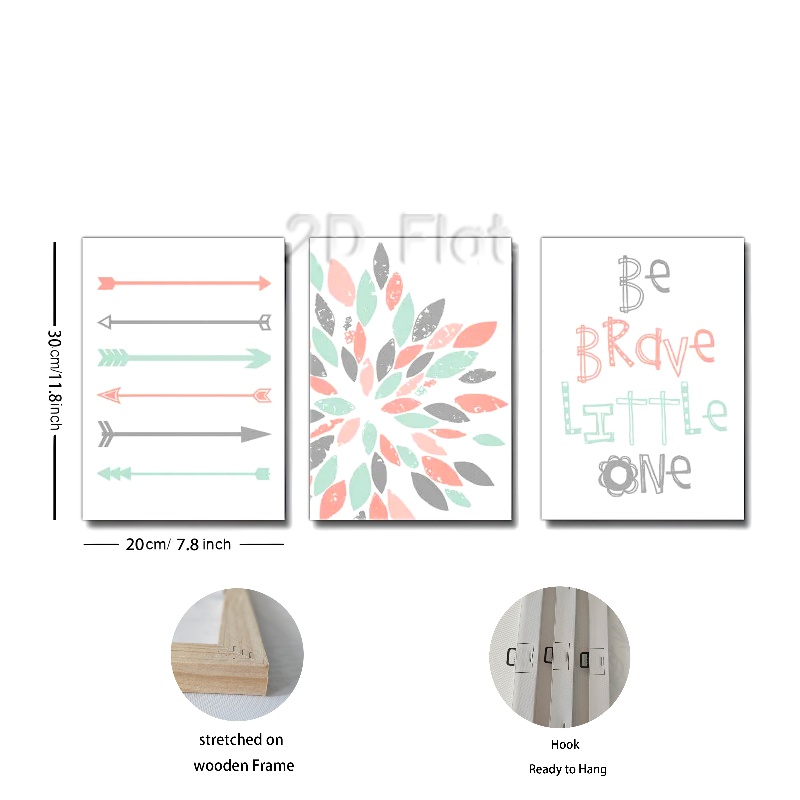 2D Flat
Be
BRave
LITTLe
ONe
30cm/11.8inch
20cm/ 7.8 inch
stretched on
wooden Frame
Hook
Ready to Hang